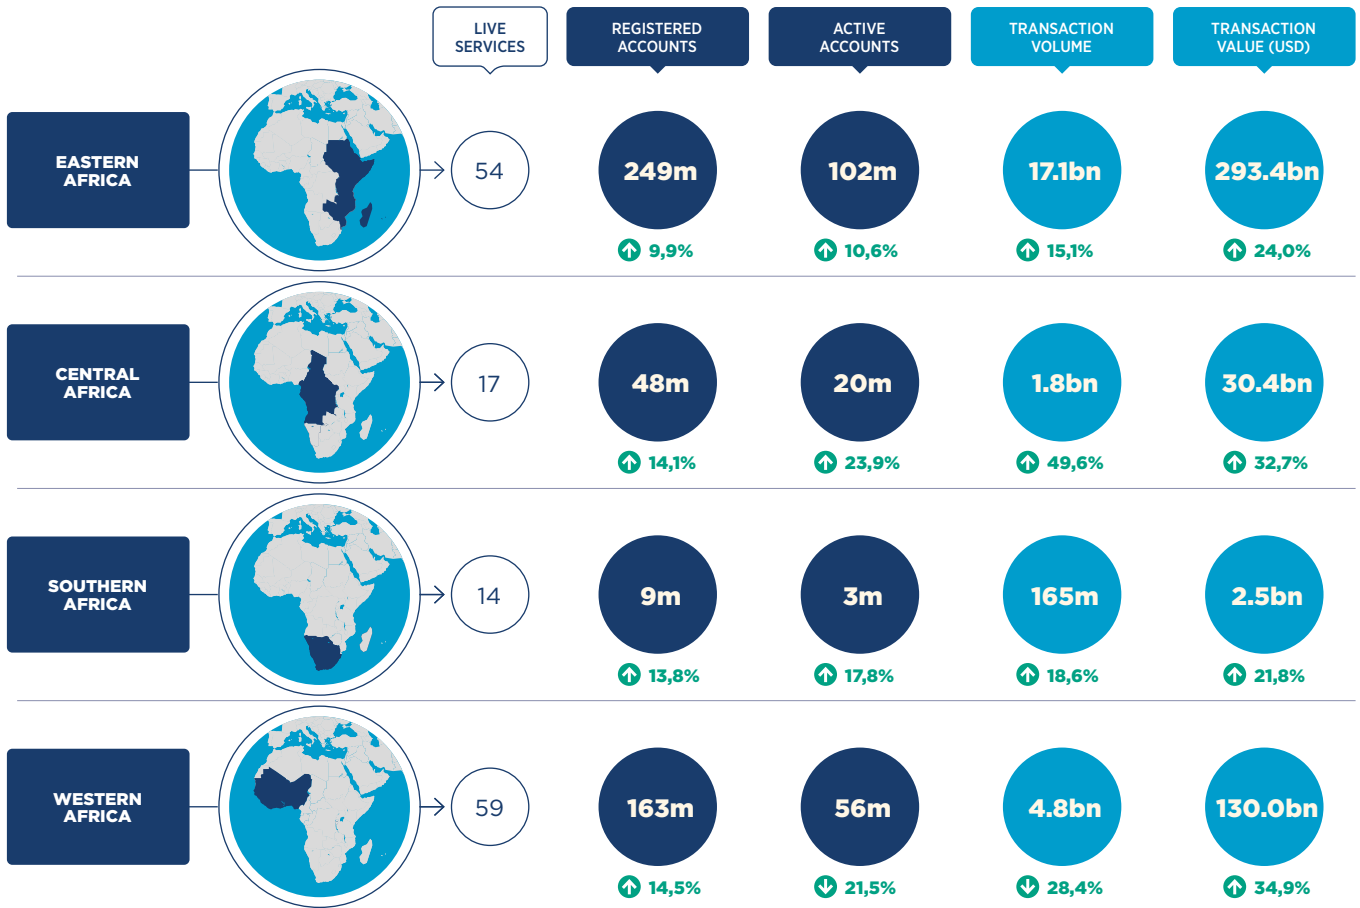 LIVE
SERVICES
REGISTERED
ACCOUNTS
ACTIVE
ACCOUNTS
TRANSACTION
VOLUME
TRANSACTION
VALUE (USD)
EASTERN
AFRICA
54
249m
102m
17.1bn
293.4bn
9,9%
10,6%
15,1%
24,0%
CENTRAL
AFRICA
17
48m
20m
1.8bn
30.4bn
14,1%
23,9%
49,6%
32,7%
SOUTHERN
AFRICA
14
9m
3m
165m
2.5bn
13,8%
17,8%
18,6%
21,8%
WESTERN
AFRICA
59
163m
56m
4.8bn
130.0bn
14,5%
21,5%
28,4%
34,9%